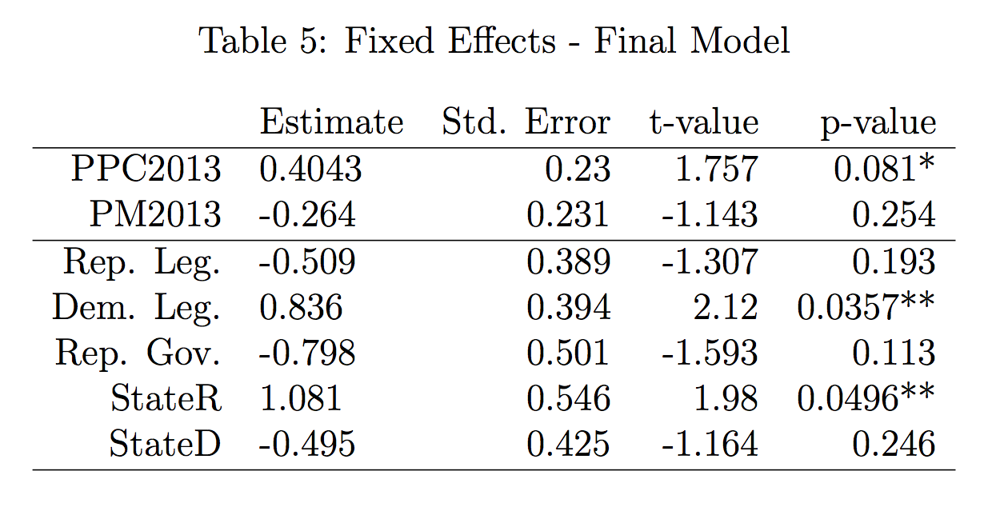 Table 5: Fixed Effects - Final Model
Estimate Std. Error t-value p-value
PPC2013 0.4043 0.23 1.757 0.081*
PM2013 -0.264 0.231 -1.143 0.254
Rep. Leg. -0.509 0.389 -1.307 0.193
Dem. Leg. 0.836 0.394 2.12 0.0357**
Rep. Gov. -0.798 0.501 -1.593 0.113
StateR 1.081 0.546 1.98 0.0496**
StateD -0.495 0.425 -1.164 0.246